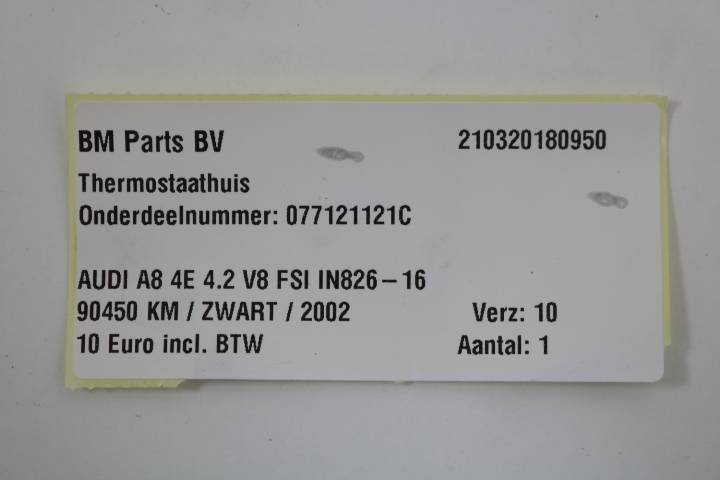 BM Parts BV 210320180950
Thermostaathuis
Onderdeelnummer: 077121121C
AUDI A8 4E 4.2 V8 FSI IN826-16
90450 KM / ZWART / 2002 Verz: 10
10 Euro incl. BTW Aantal: 1